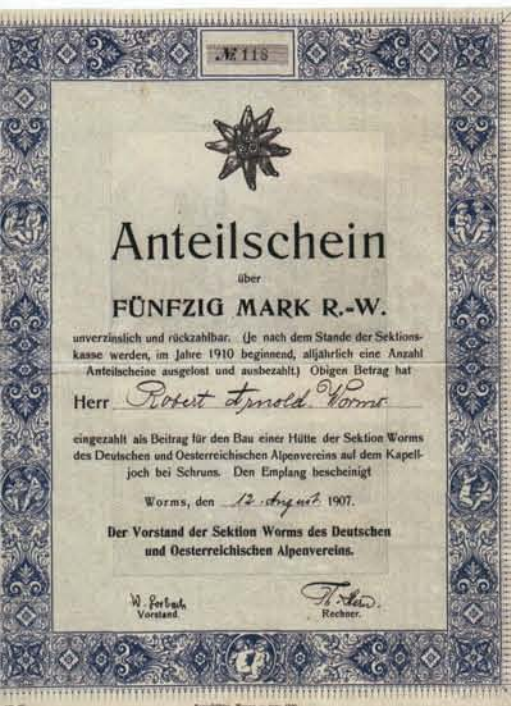 № 118
Anteilschein
über
FÜNFZIG MARK R.-W.
unverzinslich und rückzahlbar. (Je nach dem Stande der Sektions-
kasse werden, im Jahre 1910 beginnend, alljährlich eine Anzahl
Anteilscheine ausgelost und ausbezahlt.) Obigen Betrag hat
Herr Robert Arnold Worms
eingezahlt als Beitrag für den Bau einer Hütte der Sektion Worms
des Deutschen und Oesterreichischen Alpenvereins auf dem Kapell-
joch bei Schruns. Den Empfang bescheinigt
Worms, den 12. August 1907.
Der Vorstand der Sektion Worms des Deutschen
und Oesterreichischen Alpenvereins.
W.
Th.
Vorstand.
Rechner.